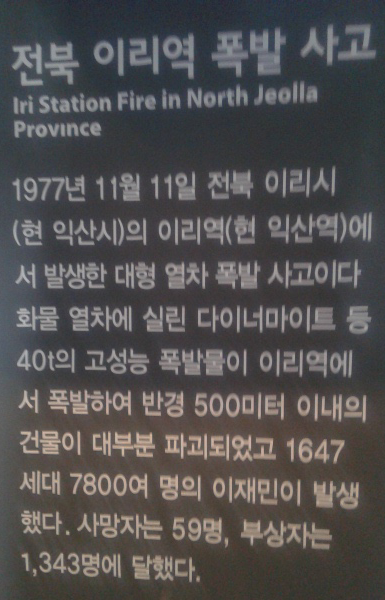 전북 이리역 폭발 사고
Iri Station Fire in North Jeolla
Province
1977년 11월 11일 전북 이리시
(현 익산시)의 이리역(현 익산역)에
서 발생한 대형 열차 폭발 사고이다
화물 열차에 실린 다이너마이트 등
40t의 고성능 폭발물이 이리역에
서 폭발하여 반경 500미터 이내의
건물이 대부분 파괴되었고 1647
세대 7800여 명의 이재민이 발생
했다. 사망자는 59명, 부상자는
1,343명에 달했다.